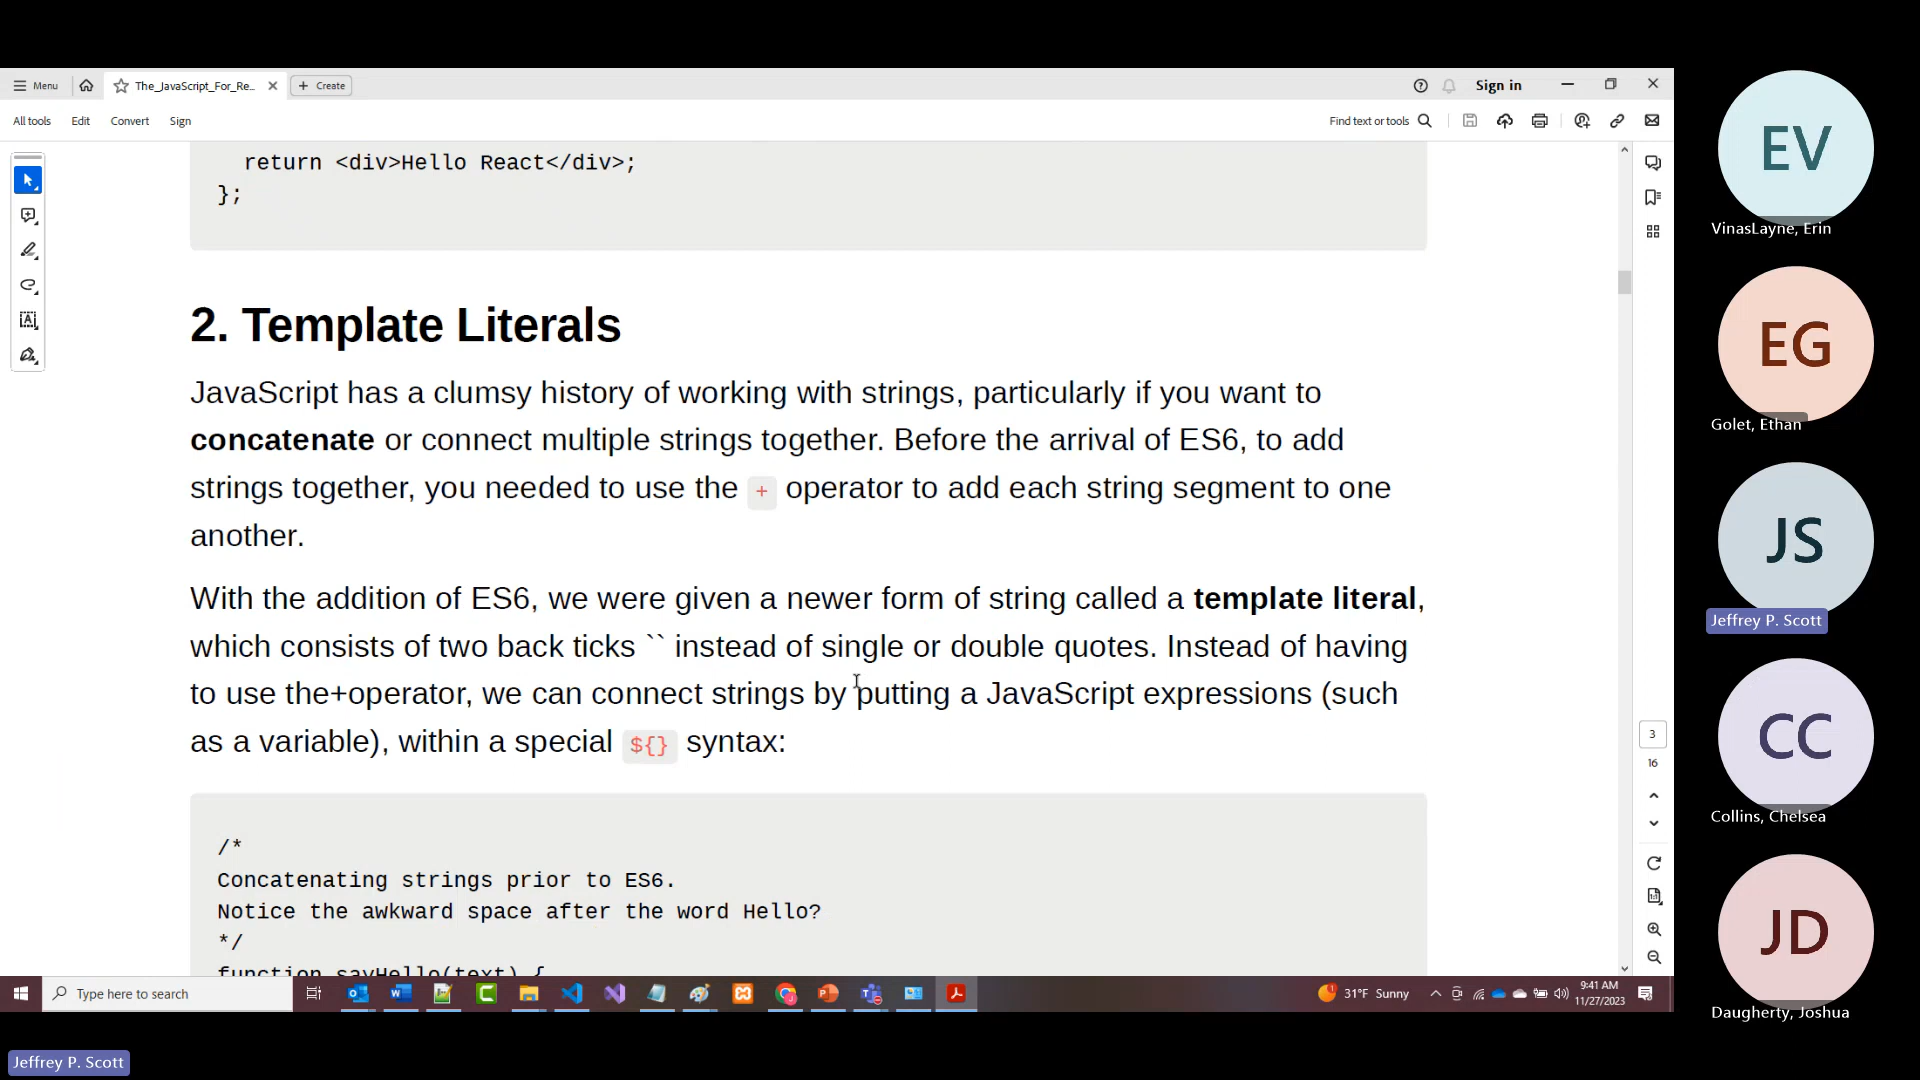 Menu
The_JavaScript_For_Re...
Create
Sign in
All tools
Edit
Convert
Sign
Find text or tools
return <div>Hello React</div>;
};
2. Template Literals
JavaScript has a clumsy history of working with strings, particularly if you want to
concatenate or connect multiple strings together. Before the arrival of ES6, to add
strings together, you needed to use the + operator to add each string segment to one
another.
With the addition of ES6, we were given a newer form of string called a template literal,
which consists of two back ticks `` instead of single or double quotes. Instead of having
to use the+operator, we can connect strings by putting a JavaScript expressions (such
as a variable), within a special ${} syntax:
/*
Concatenating strings prior to ES6.
Notice the awkward space after the word Hello?
*/
function sayHello(text) {
3
16
Type here to search
31°F Sunny
9:41 AM
11/27/2023
EV
VinasLayne, Erin
EG
Golet, Ethan
JS
Jeffrey P. Scott
CC
Collins, Chelsea
JD
Daugherty, Joshua
Jeffrey P. Scott